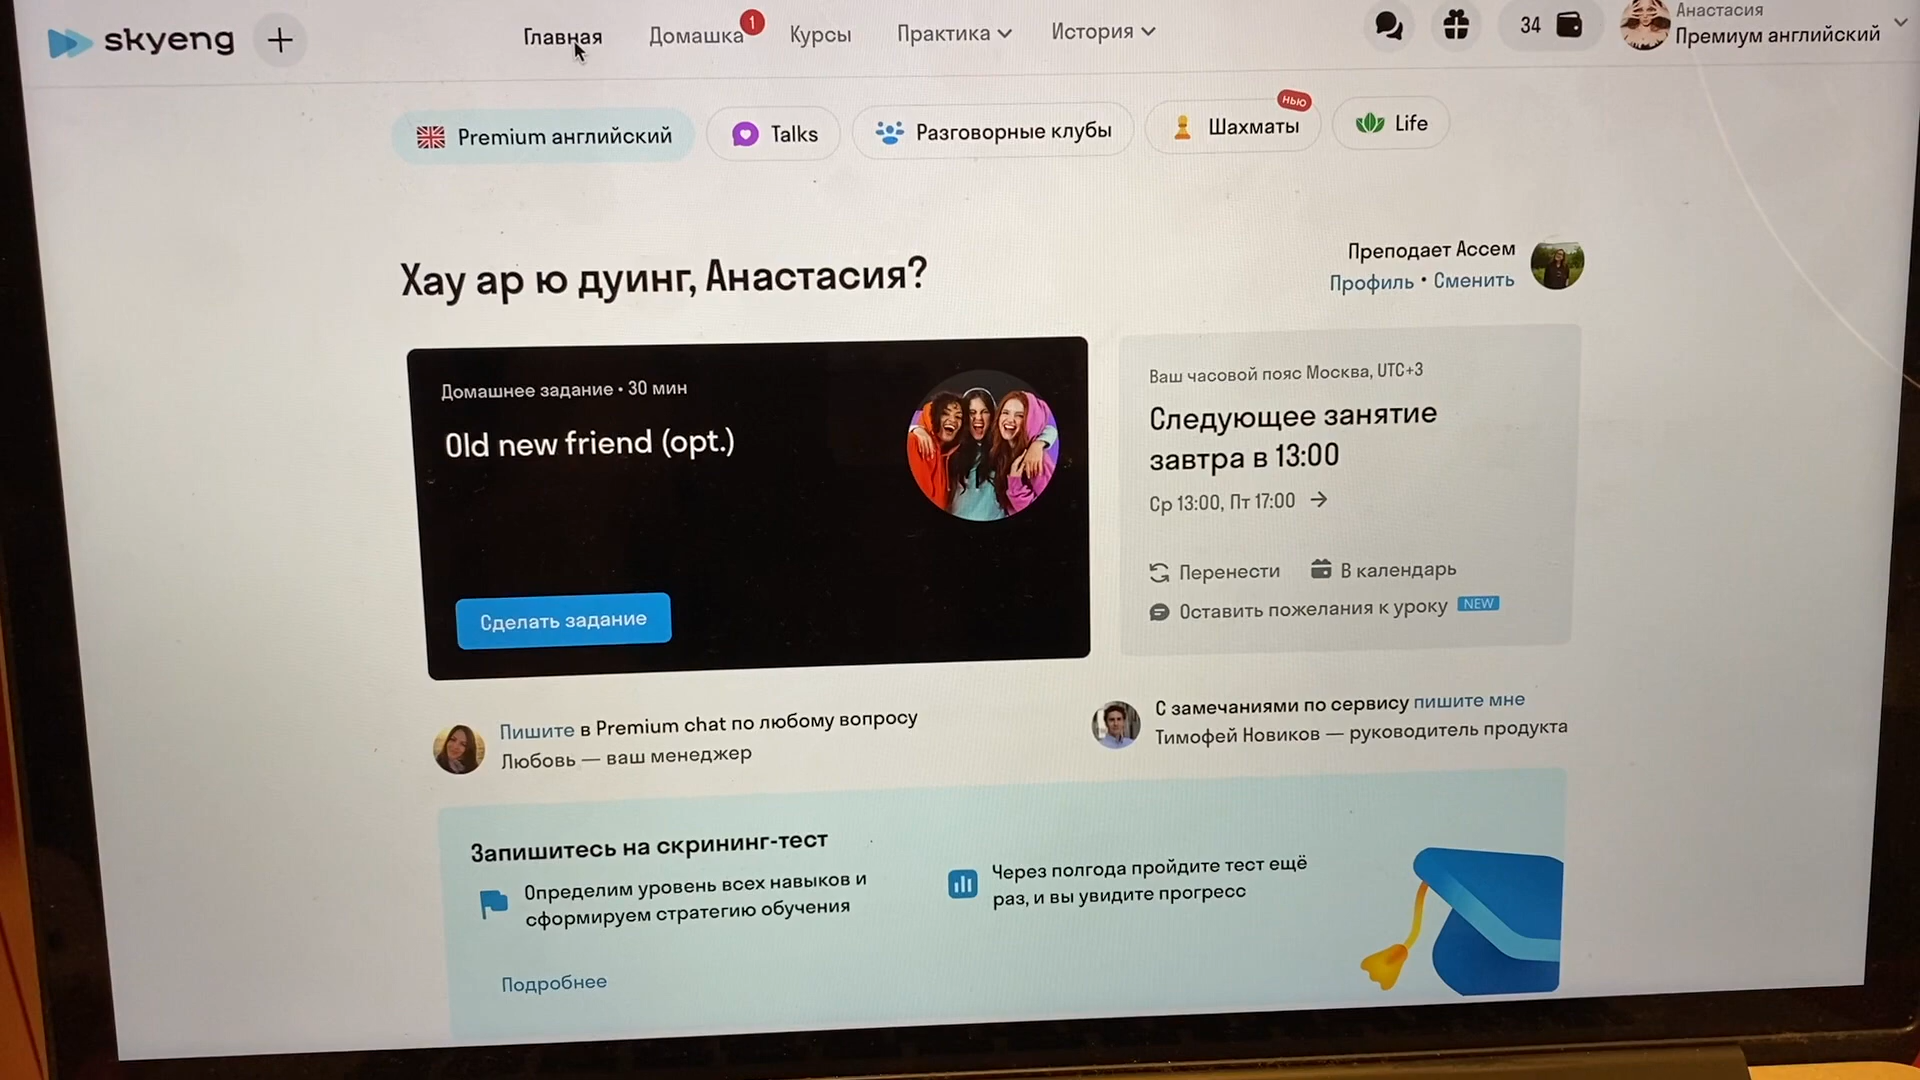 skyeng
Главная
Домашка 1
Курсы
Практика
История
34
Анастасия
Премиум английский
Premium английский
Talks
Разговорные клубы
Шахматы
нью
Life
Хау ар ю дуинг, Анастасия?
Преподает Ассем
Профиль • Сменить
Домашнее задание • 30 мин
Old new friend (opt.)
Сделать задание
Ваш часовой пояс Москва, UTC+3
Следующее занятие
завтра в 13:00
Ср 13:00, Пт 17:00
Перенести
В календарь
Оставить пожелания к уроку NEW
Пишите в Premium chat по любому вопросу
Любовь — ваш менеджер
С замечаниями по сервису пишите мне
Тимофей Новиков — руководитель продукта
Запишитесь на скрининг-тест
Определим уровень всех навыков и
сформируем стратегию обучения
Через полгода пройдите тест ещё
раз, и вы увидите прогресс
Подробнее